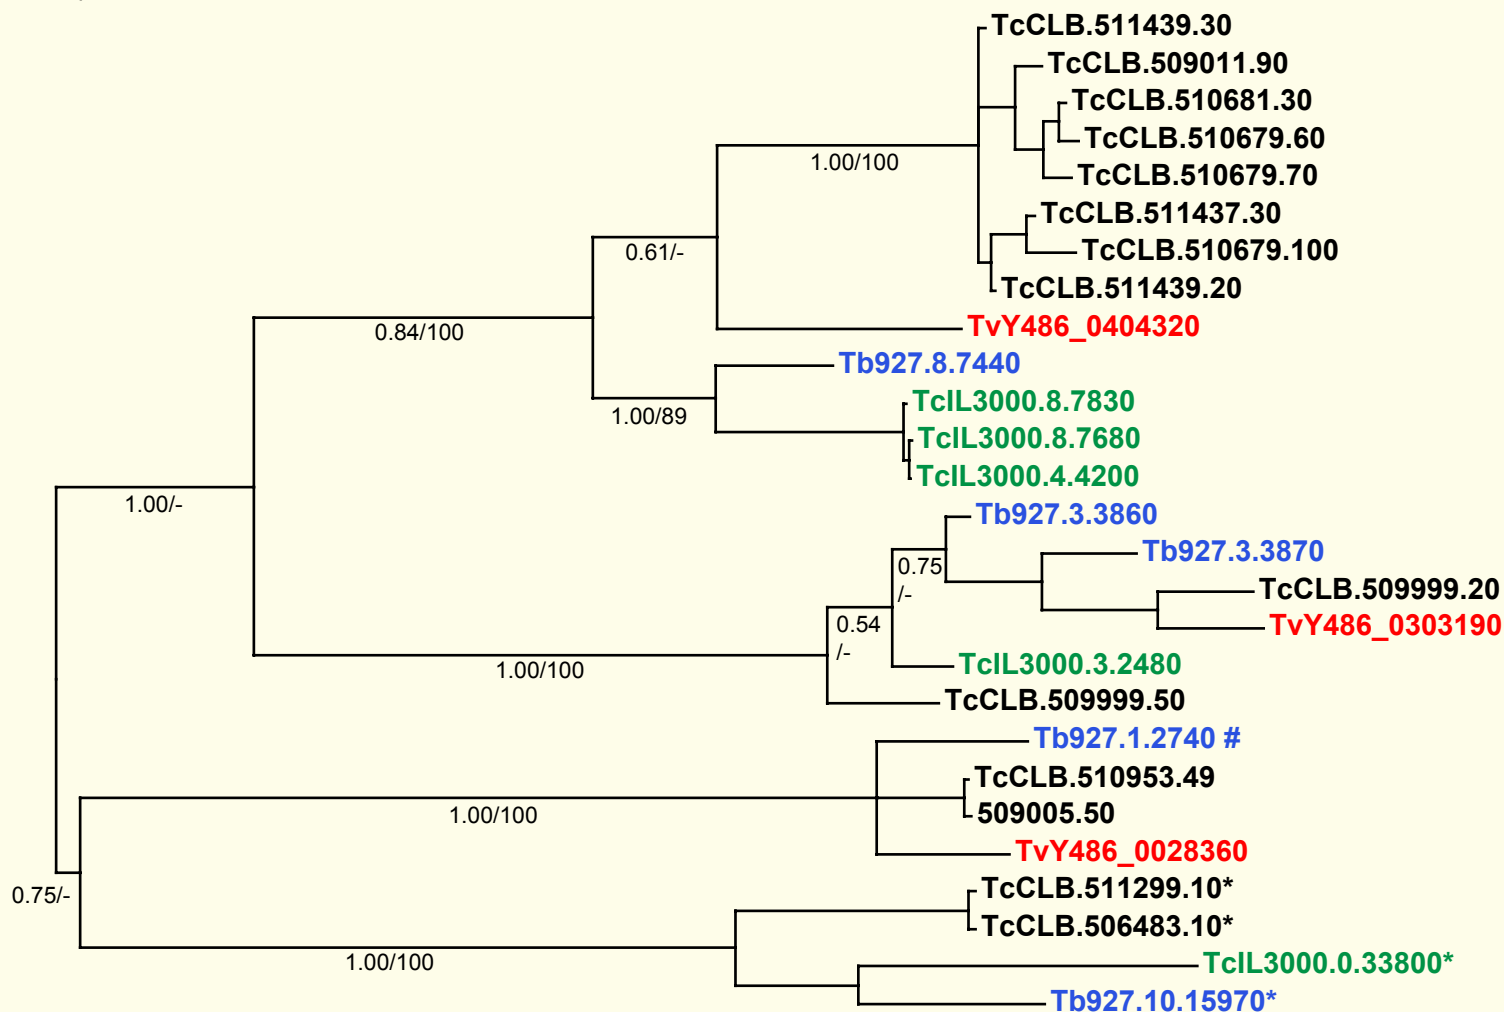 TcCLB.511439.30
TcCLB.509011.90
TcCLB.510681.30
TcCLB.510679.60
1.00/100
TcCLB.510679.70
TcCLB.511437.30
0.61/-
TcCLB.510679.100
TcCLB.511439.20
TvY486_0404320
0.84/100
Tb927.8.7440
TcIL3000.8.7830
1.00/89
TcIL3000.8.7680
TcIL3000.4.4200
1.00/-
Tb927.3.3860
Tb927.3.3870
0.75
/-
TcCLB.509999.20
0.54
/-
TvY486_0303190
TcIL3000.3.2480
1.00/100
TcCLB.509999.50
Tb927.1.2740 #
TcCLB.510953.49
1.00/100
509005.50
TvY486_0028360
0.75/-
TcCLB.511299.10*
TcCLB.506483.10*
1.00/100
TcIL3000.0.33800*
Tb927.10.15970*